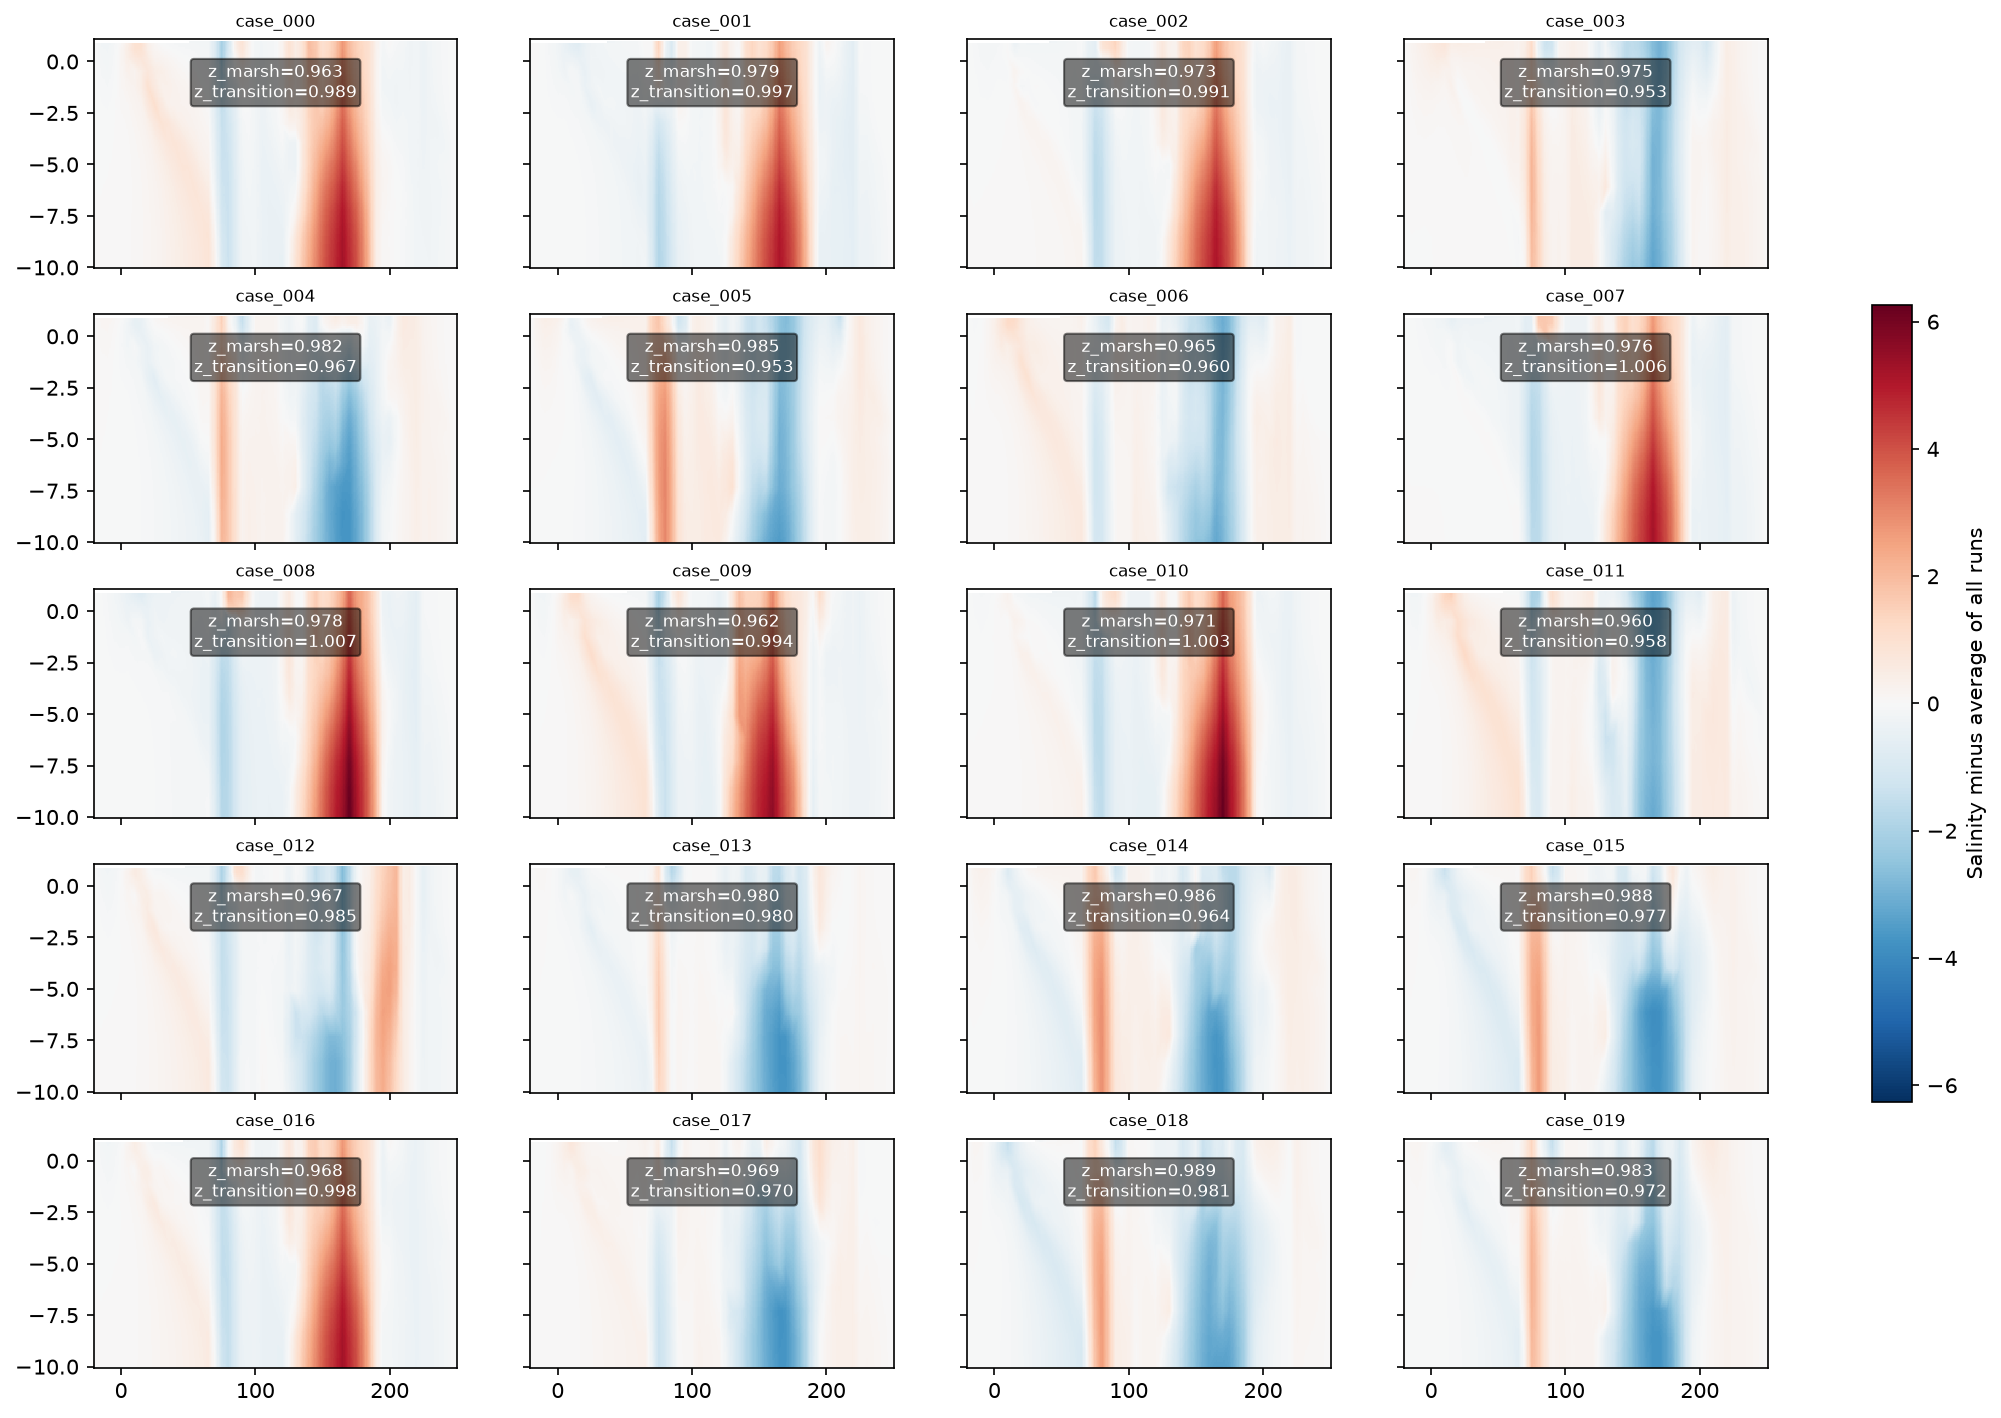 case_000
case_001
case_002
case_003
z_marsh=0.963
z_transition=0.989
z_marsh=0.979
z_transition=0.997
z_marsh=0.973
z_transition=0.991
z_marsh=0.975
z_transition=0.953
0.0
−2.5
−5.0
−7.5
−10.0
case_004
case_005
case_006
case_007
z_marsh=0.982
z_transition=0.967
z_marsh=0.985
z_transition=0.953
z_marsh=0.965
z_transition=0.960
z_marsh=0.976
z_transition=1.006
0.0
−2.5
−5.0
−7.5
−10.0
case_008
case_009
case_010
case_011
z_marsh=0.978
z_transition=1.007
z_marsh=0.962
z_transition=0.994
z_marsh=0.971
z_transition=1.003
z_marsh=0.960
z_transition=0.958
0.0
−2.5
−5.0
−7.5
−10.0
case_012
case_013
case_014
case_015
z_marsh=0.967
z_transition=0.985
z_marsh=0.980
z_transition=0.980
z_marsh=0.986
z_transition=0.964
z_marsh=0.988
z_transition=0.977
0.0
−2.5
−5.0
−7.5
−10.0
case_016
case_017
case_018
case_019
z_marsh=0.968
z_transition=0.998
z_marsh=0.969
z_transition=0.970
z_marsh=0.989
z_transition=0.981
z_marsh=0.983
z_transition=0.972
0.0
−2.5
−5.0
−7.5
−10.0
0 100 200
0 100 200
0 100 200
0 100 200
6
4
2
0
−2
−4
−6
Salinity minus average of all runs